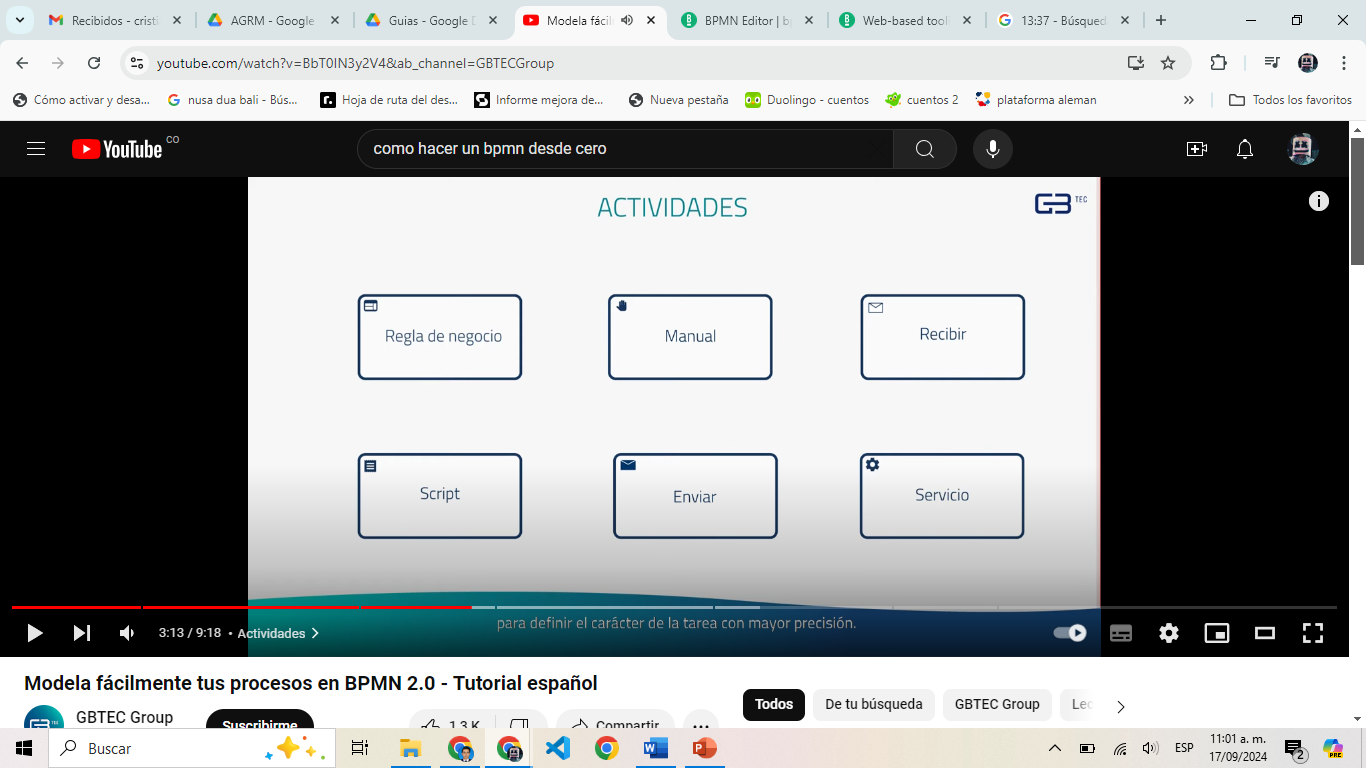 Recibidos - cristi
AGRM - Google
Guias - Google D
Modela fácil
BPMN Editor | b
Web-based tool
13:37 - Búsqued
youtube.com/watch?v=BbT0IN3y2V4&ab_channel=GBTECGroup
Cómo activar y desa...
nusa dua bali - Bús...
Hoja de ruta del des...
Informe mejora de...
Nueva pestaña
Duolingo - cuentos
cuentos 2
plataforma aleman
Todos los favoritos
YouTube CO
como hacer un bpmn desde cero
ACTIVIDADES
GB TEC
Regla de negocio
Manual
Recibir
Script
Enviar
Servicio
para definir el carácter de la tarea con mayor precisión.
3:13 / 9:18 • Actividades
Modela fácilmente tus procesos en BPMN 2.0 - Tutorial español
GBTEC Group
Suscribirme
1.3 K
Compartir
Todos
De tu búsqueda
GBTEC Group
Lec
Buscar
ESP
11:01 a. m.
17/09/2024
2
PRE